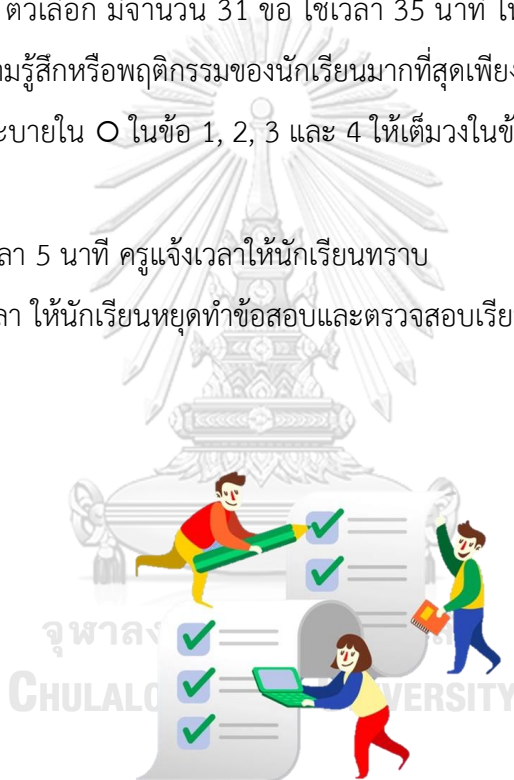 ตัวเลือก มีจำนวน 31 ข้อ ใช้เวลา 35 นาที
รู้สึกหรือพฤติกรรมของนักเรียนมากที่สุดเพียง
ระบายใน O ในข้อ 1, 2, 3 และ 4 ให้เต็มวงในข้
ลา 5 นาที ครูแจ้งเวลาให้นักเรียนทราบ
ลา ให้นักเรียนหยุดทำข้อสอบและตรวจสอบเรีย
จุฬาลง
CHULALO VERSITY